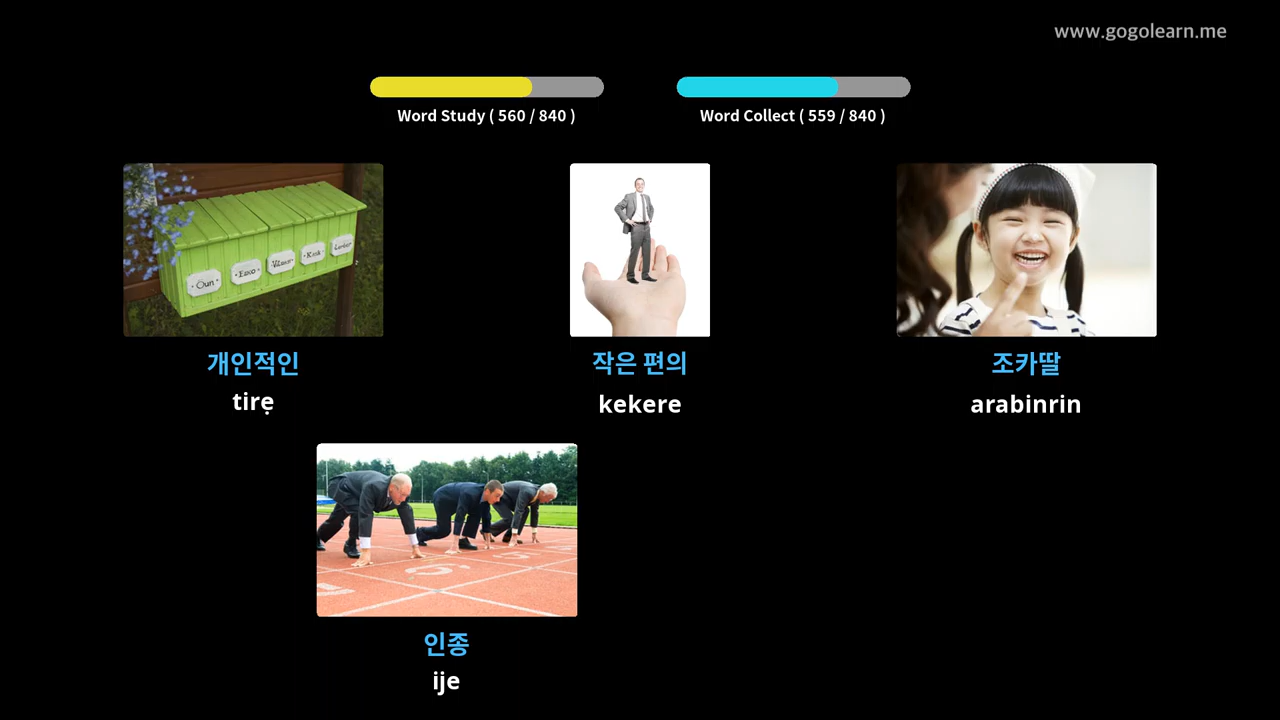 www.gogolearn.me
Word Study ( 560 / 840 )
Word Collect ( 559 / 840 )
개인적인
tirẹ
작은 편의
kekere
조카딸
arabinrin
인종
ije